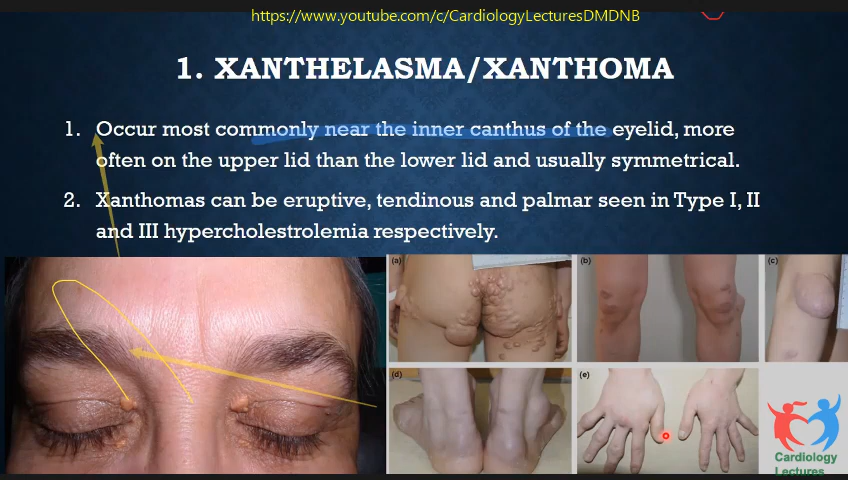 https://www.youtube.com/c/CardiologyLecturesDMDNB
1. XANTHELASMA/XANTHOMA
1. Occur most commonly near the inner canthus of the eyelid, more
often on the upper lid than the lower lid and usually symmetrical.
2. Xanthomas can be eruptive, tendinous and palmar seen in Type I, II
and III hypercholestrolemia respectively.
(a)
(b)
(c)
(d)
(e)
Cardiology
Lectures